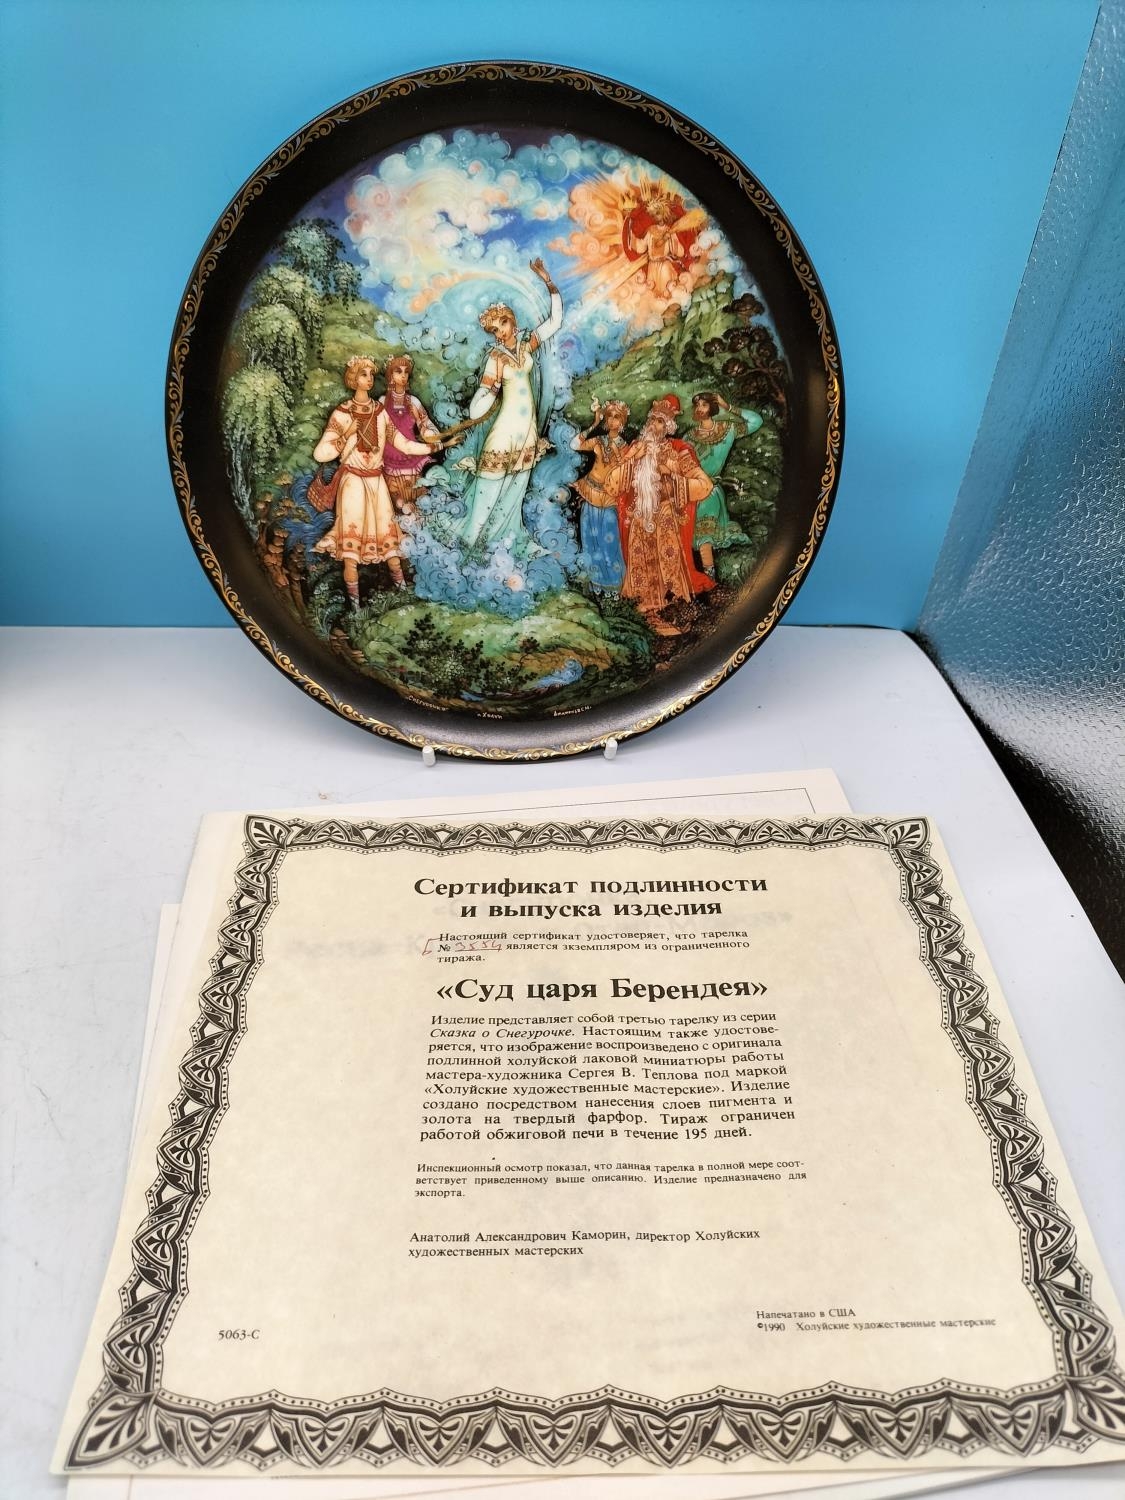 "СНЕГУРОЧКА"
п. ХОЛУЙ
Сертификат подлинности
и выпуска изделия
Настоящий сертификат удостоверяет, что тарелка
№ 3554 является экземпляром из ограниченного
тиража.
«Суд царя Берендея»
Изделие представляет собой третью тарелку из серии
Сказка о Снегурочке. Настоящим также удостове-
ряется, что изображение воспроизведено с оригинала
подлинной холуйской лаковой миниатюры работы
мастера-художника Сергея В. Теплова под маркой
«Холуйские художественные мастерские». Изделие
создано посредством нанесения слоев пигмента и
золота на твердый фарфор. Тираж ограничен
работой обжиговой печи в течение 195 дней.
Инспекционный осмотр показал, что данная тарелка в полной мере соот-
ветствует приведенному выше описанию. Изделие предназначено для
экспорта.
Анатолий Александрович Каморин, директор Холуйских
художественных мастерских
5063-C
Напечатано в США
©1990 Холуйские художественные мастерские